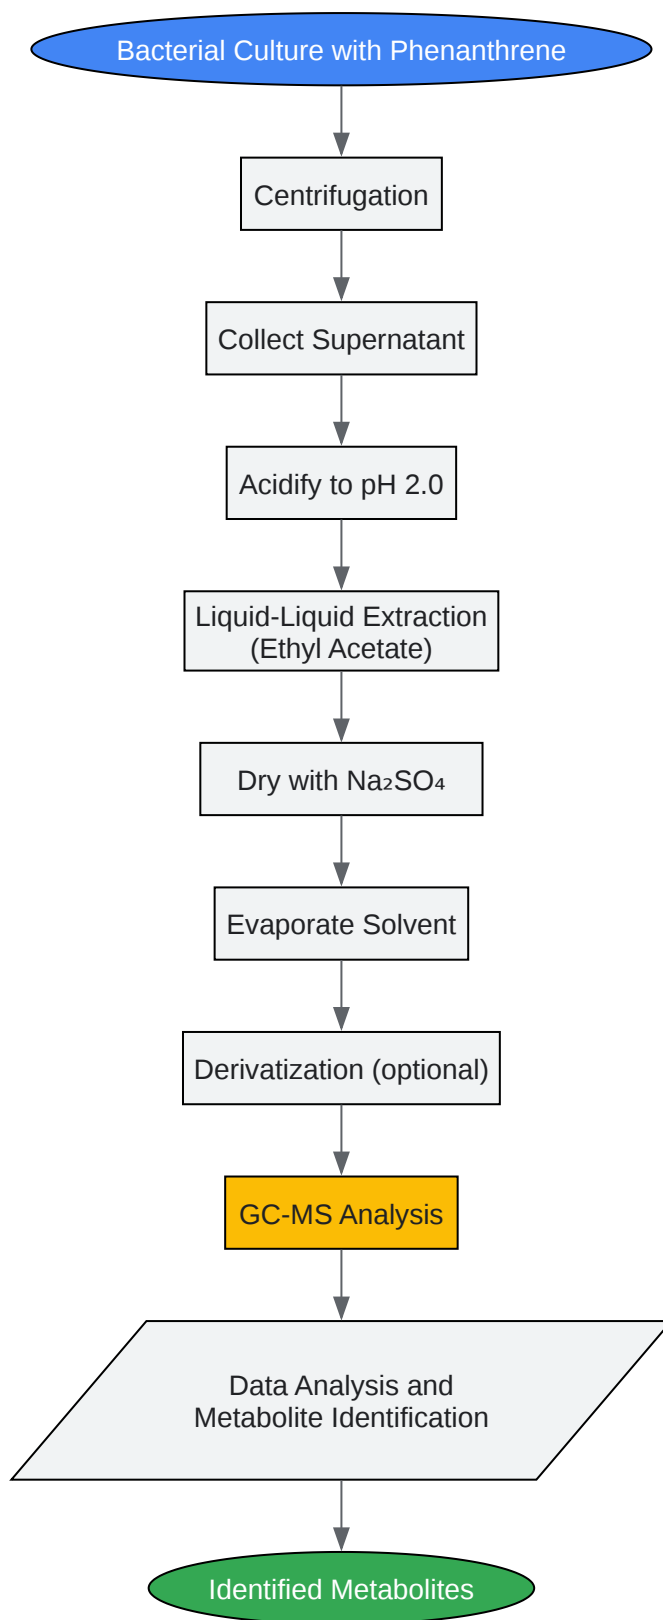 Bacterial Culture with Phenanthrene
Centrifugation
Collect Supernatant
Acidify to pH 2.0
Liquid-Liquid Extraction
(Ethyl Acetate)
Dry with Na₂SO₄
Evaporate Solvent
Derivatization (optional)
GC-MS Analysis
Data Analysis and
Metabolite Identification
Identified Metabolites